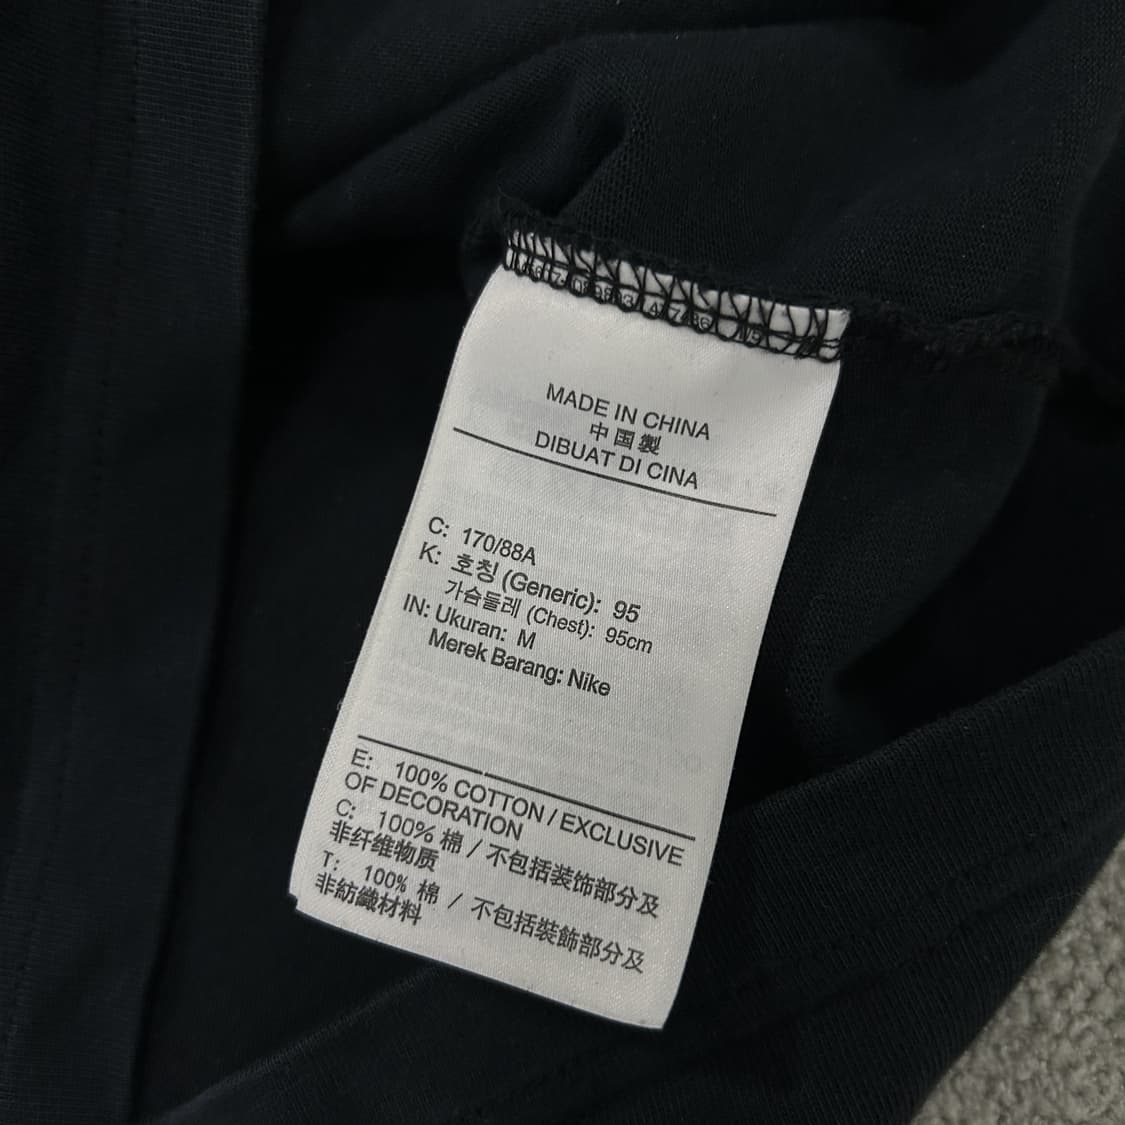 MADE IN CHINA
中国製
DIBUAT DI CINA
C: 170/88A
K: 호칭 (Generic): 95
가슴둘레 (Chest): 95cm
IN: Ukuran: M
Merek Barang: Nike
E: 100% COTTON / EXCLUSIVE
OF DECORATION
C: 100% 棉 / 不包括装饰部分及
非纤维物质
T: 100% 棉 / 不包括裝飾部分及
非紡織材料